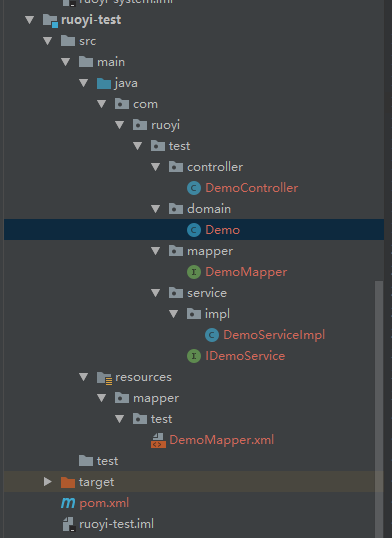 ruoyi-system.iml
ruoyi-test
src
main
java
com
ruoyi
test
controller
DemoController
domain
Demo
mapper
DemoMapper
service
impl
DemoServiceImpl
IDemoService
resources
mapper
test
DemoMapper.xml
test
target
pom.xml
ruoyi-test.iml